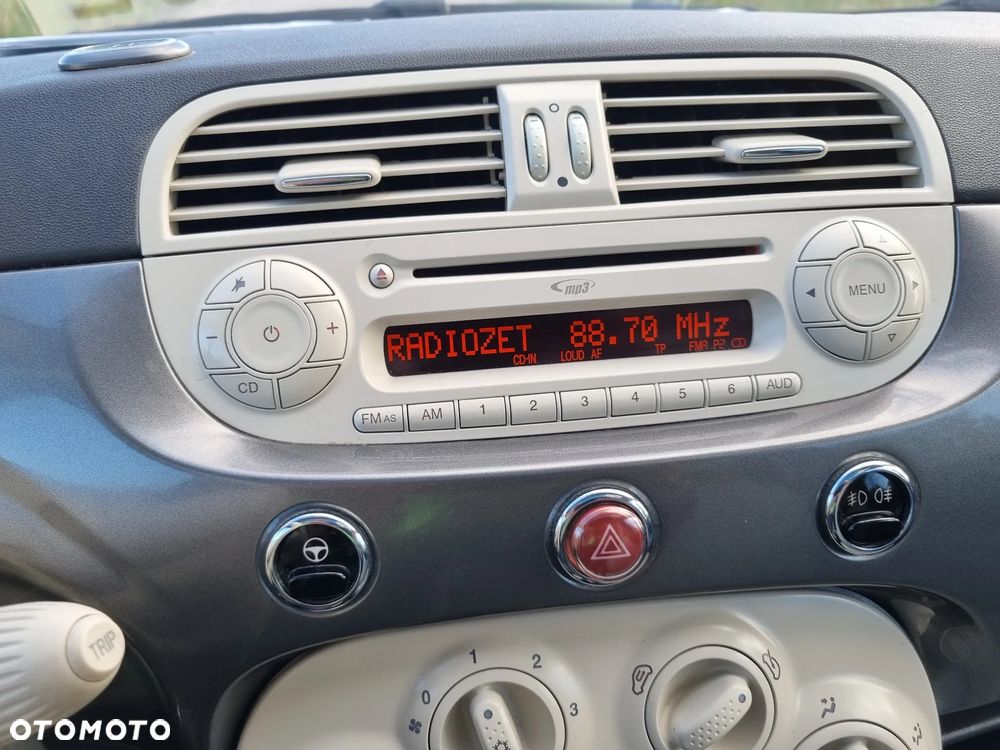 mp3
MENU
RADIOZET 88.70 MHz
CD-IN LOUD AF TP FMA P2 CD
CD
FM AS AM 1 2 3 4 5 6 AUD
TRIP
0 1 2 3
OTOMOTO